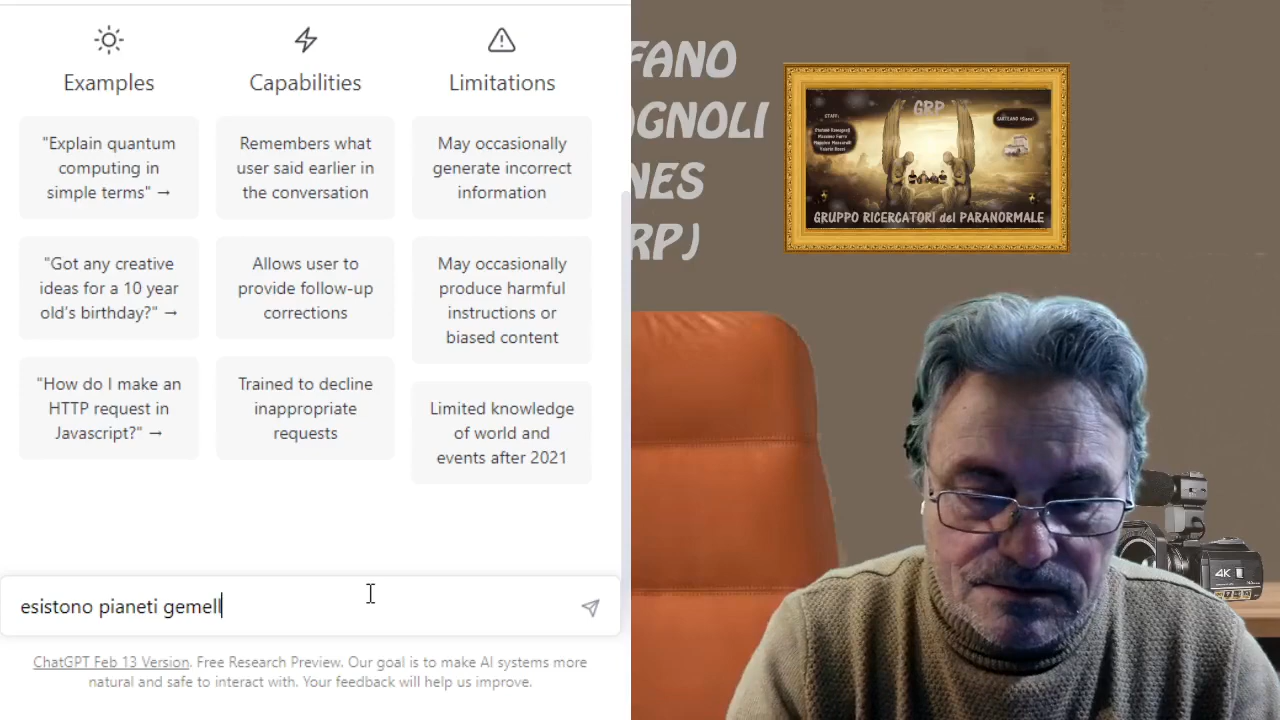 Examples
Capabilities
Limitations
"Explain quantum
computing in
simple terms" →
Remembers what
user said earlier in
the conversation
May occasionally
generate incorrect
information
"Got any creative
ideas for a 10 year
old's birthday?" →
Allows user to
provide follow-up
corrections
May occasionally
produce harmful
instructions or
biased content
"How do I make an
HTTP request in
Javascript?" →
Trained to decline
inappropriate
requests
Limited knowledge
of world and
events after 2021
esistono pianeti gemell
ChatGPT Feb 13 Version. Free Research Preview. Our goal is to make AI systems more
natural and safe to interact with. Your feedback will help us improve.
FANO
OGNOLI
NES
RP)
GRP
STAFF:
SARTEANO (Siena)
GRUPPO RICERCATORI del PARANORMALE
4K